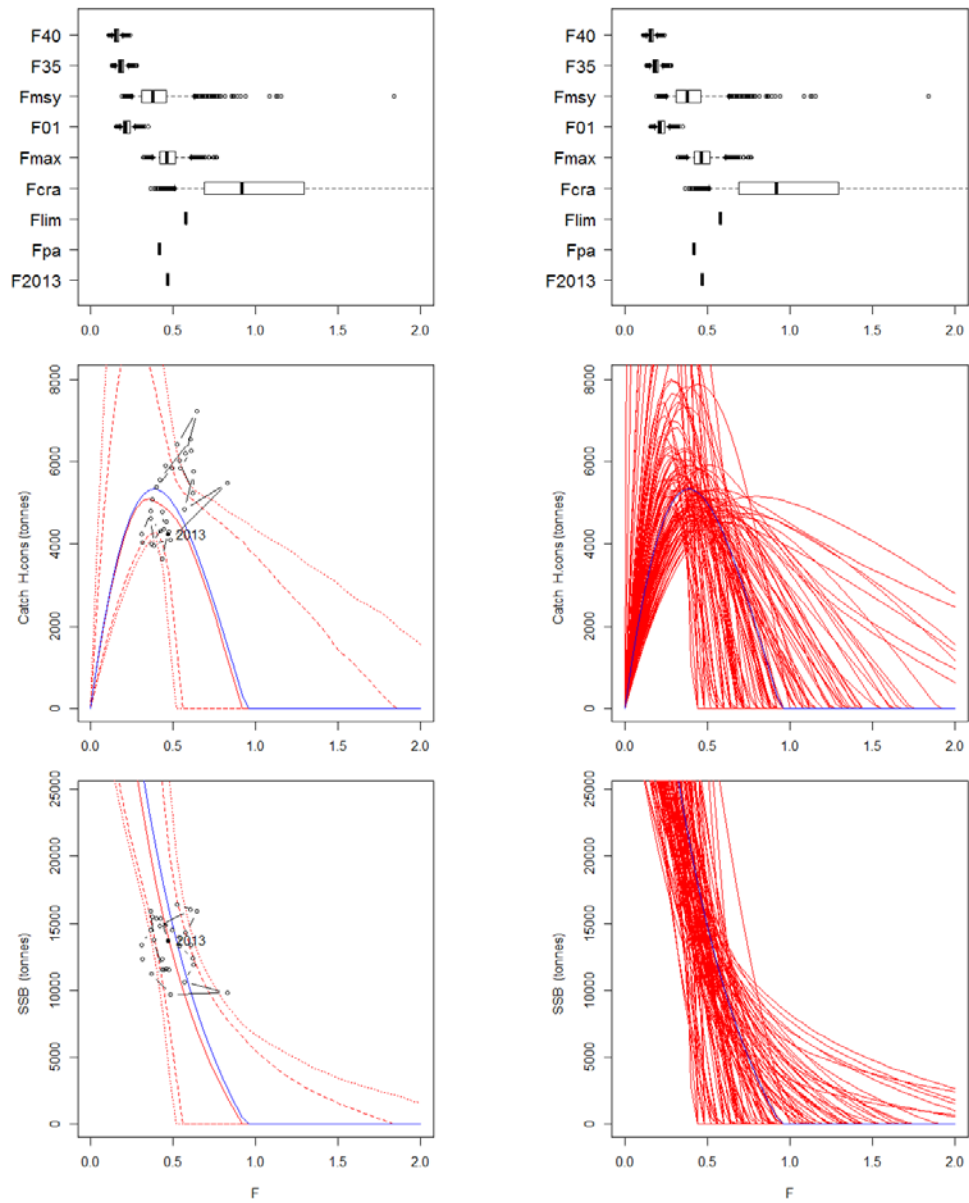 F40
F35
Fmsy
F01
Fmax
Fcra
Flim
Fpa
F2013
0.0 0.5 1.0 1.5 2.0
F40
F35
Fmsy
F01
Fmax
Fcra
Flim
Fpa
F2013
0.0 0.5 1.0 1.5 2.0
Catch H.cons (tonnes)
8000
6000
4000
2000
0
2013
0.0 0.5 1.0 1.5 2.0
Catch H.cons (tonnes)
8000
6000
4000
2000
0
0.0 0.5 1.0 1.5 2.0
SSB (tonnes)
25000
20000
15000
10000
5000
0
2013
0.0 0.5 1.0 1.5 2.0
F
SSB (tonnes)
25000
20000
15000
10000
5000
0
0.0 0.5 1.0 1.5 2.0
F